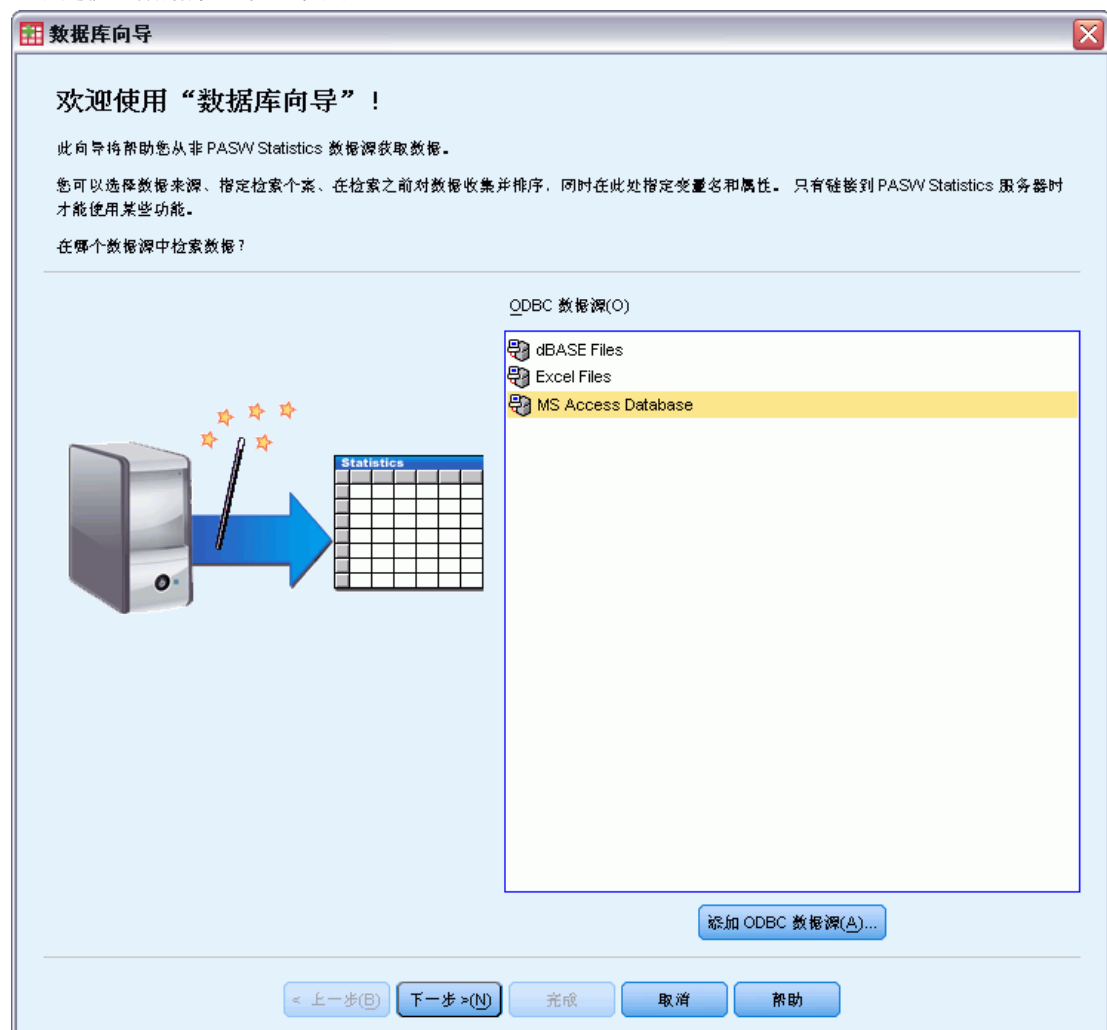 数据库向导
欢迎使用“数据库向导”！
此向导将帮助您从非 PASW Statistics 数据源获取数据。
您可以选择数据来源、指定检索个案、在检索之前对数据收集并排序，同时在此处指定变量名和属性。 只有链接到 PASW Statistics 服务器时
才能使用某些功能。
在哪个数据源中检索数据？
ODBC 数据源(O)
dBASE Files
Excel Files
MS Access Database
Statistics
添加 ODBC 数据源(A)...
< 上一步(B)
下一步 >(N)
完成
取消
帮助